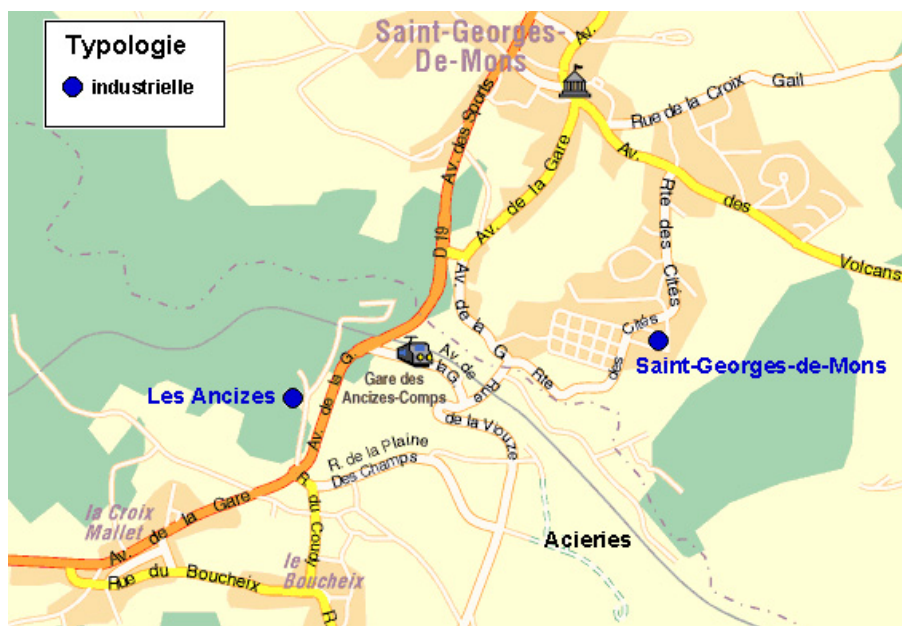 Typologie
industrielle
Saint-Georges-
De-Mons
Av.
Rue de la Croix Gail
Av. des Sports
Av. de la Gare
Av. des Volcans
Rte des Cités
D 19
Av. de la G.
Cités
des
Rte
Saint-Georges-de-Mons
Av. de la G
Gare des
Ancizes-Comps
Les Ancizes
Av. de la G.
Rue de la Viouze
R. de la Plaine
Des Champs
R. du Coupy
la Croix
Mallet
Av. de la Gare
Acieries
le
Boucheix
Rue du Boucheix
R.